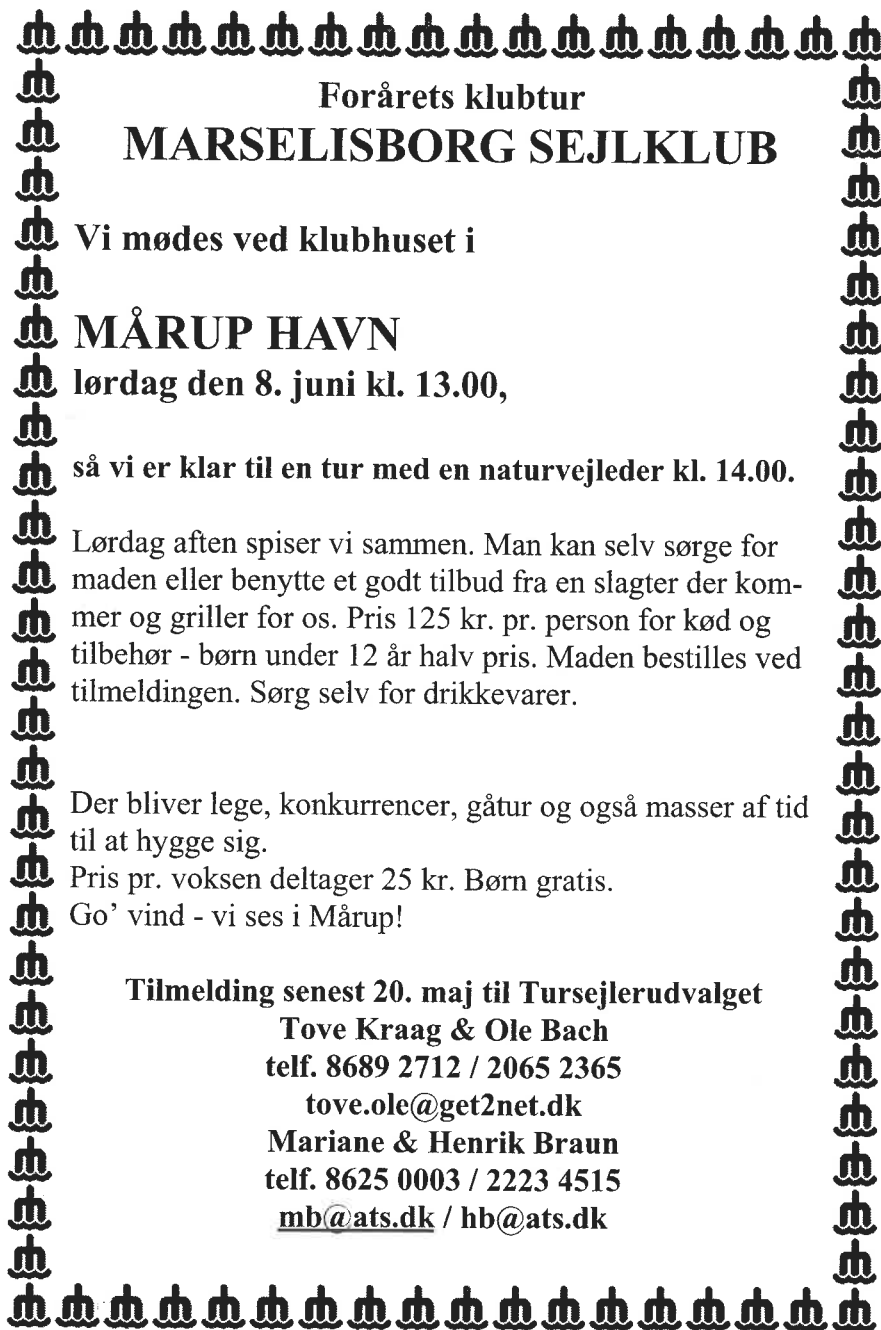 Forårets klubtur
MARSELISBORG SEJLKLUB
Vi mødes ved klubhuset i
MÅRUP HAVN
lørdag den 8. juni kl. 13.00,
så vi er klar til en tur med en naturvejleder kl. 14.00.
Lørdag aften spiser vi sammen. Man kan selv sørge for
maden eller benytte et godt tilbud fra en slagter der kom-
mer og griller for os. Pris 125 kr. pr. person for kød og
tilbehør - børn under 12 år halv pris. Maden bestilles ved
tilmeldingen. Sørg selv for drikkevarer.
Der bliver lege, konkurrencer, gåtur og også masser af tid
til at hygge sig.
Pris pr. voksen deltager 25 kr. Børn gratis.
Go' vind - vi ses i Mårup!
Tilmelding senest 20. maj til Tursejlerudvalget
Tove Kraag & Ole Bach
telf. 8689 2712 / 2065 2365
tove.ole@get2net.dk
Mariane & Henrik Braun
telf. 8625 0003 / 2223 4515
mb@ats.dk / hb@ats.dk